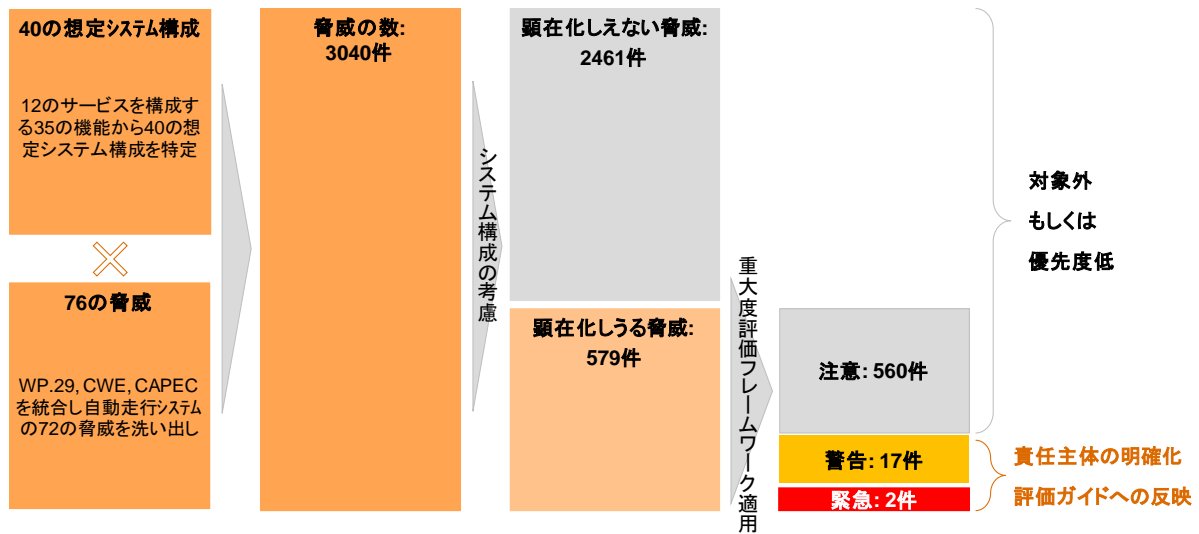 40の想定システム構成
12のサービスを構成す
る35の機能から40の想
定システム構成を特定
76の脅威
WP.29, CWE, CAPEC
を統合し自動走行システム
の72の脅威を洗い出し
脅威の数:
3040件
システム構成の考慮
顕在化しえない脅威:
2461件
顕在化しうる脅威:
579件
重大度評価フレームワーク適用
注意: 560件
警告: 17件
緊急: 2件
対象外
もしくは
優先度低
責任主体の明確化
評価ガイドへの反映